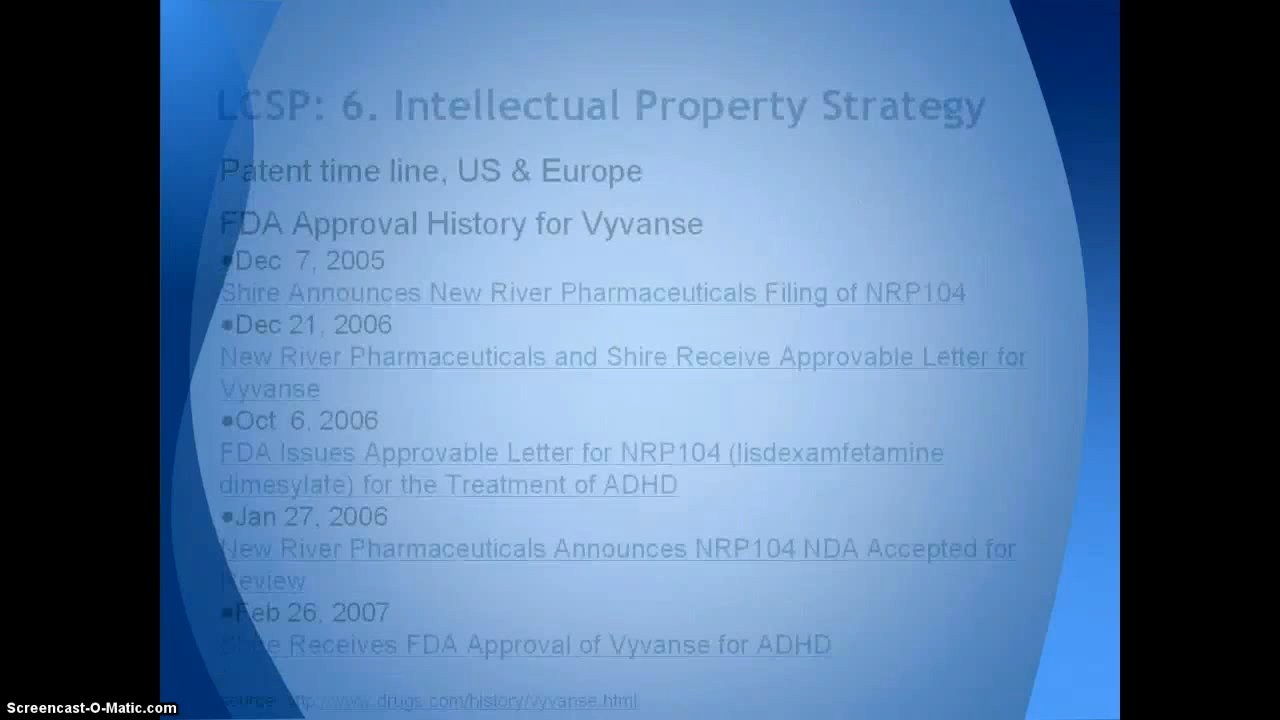 LCSP: 6. Intellectual Property Strategy
Patent time line, US & Europe
FDA Approval History for Vyvanse
•Dec  7, 2005
Shire Announces New River Pharmaceuticals Filing of NRP104
•Dec 21, 2006
New River Pharmaceuticals and Shire Receive Approvable Letter for
Vyvanse
•Oct  6, 2006
FDA Issues Approvable Letter for NRP104 (lisdexamfetamine
dimesylate) for the Treatment of ADHD
•Jan 27, 2006
New River Pharmaceuticals Announces NRP104 NDA Accepted for
Review
•Feb 26, 2007
Shire Receives FDA Approval of Vyvanse for ADHD
source: http://www.drugs.com/history/vyvanse.html
Screencast-O-Matic.com